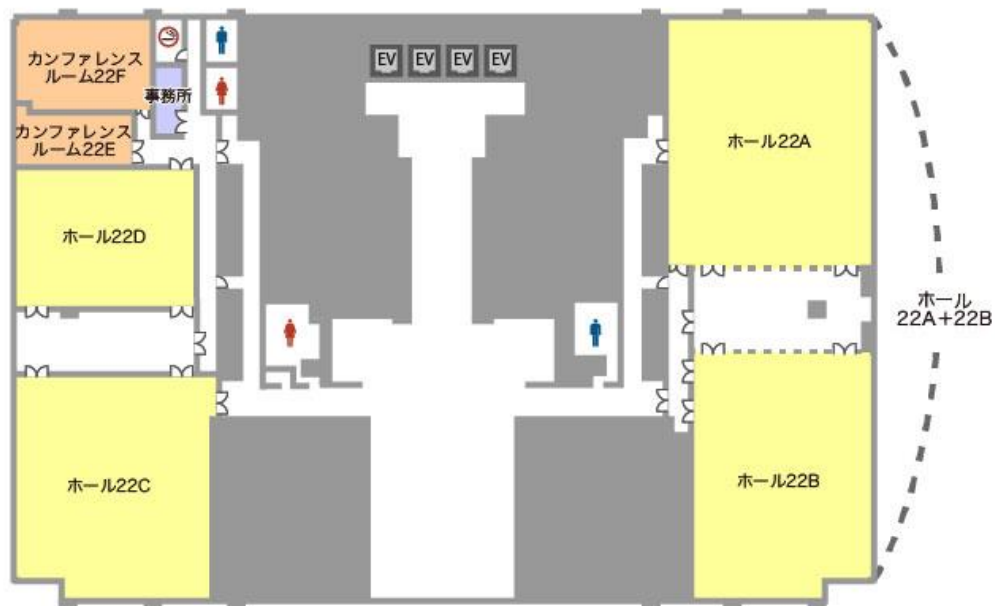 カンファレンス
ルーム22F
事務所
EV
EV
EV
EV
カンファレンス
ルーム22E
ホール22A
ホール22D
ホール
22A+22B
ホール22C
ホール22B